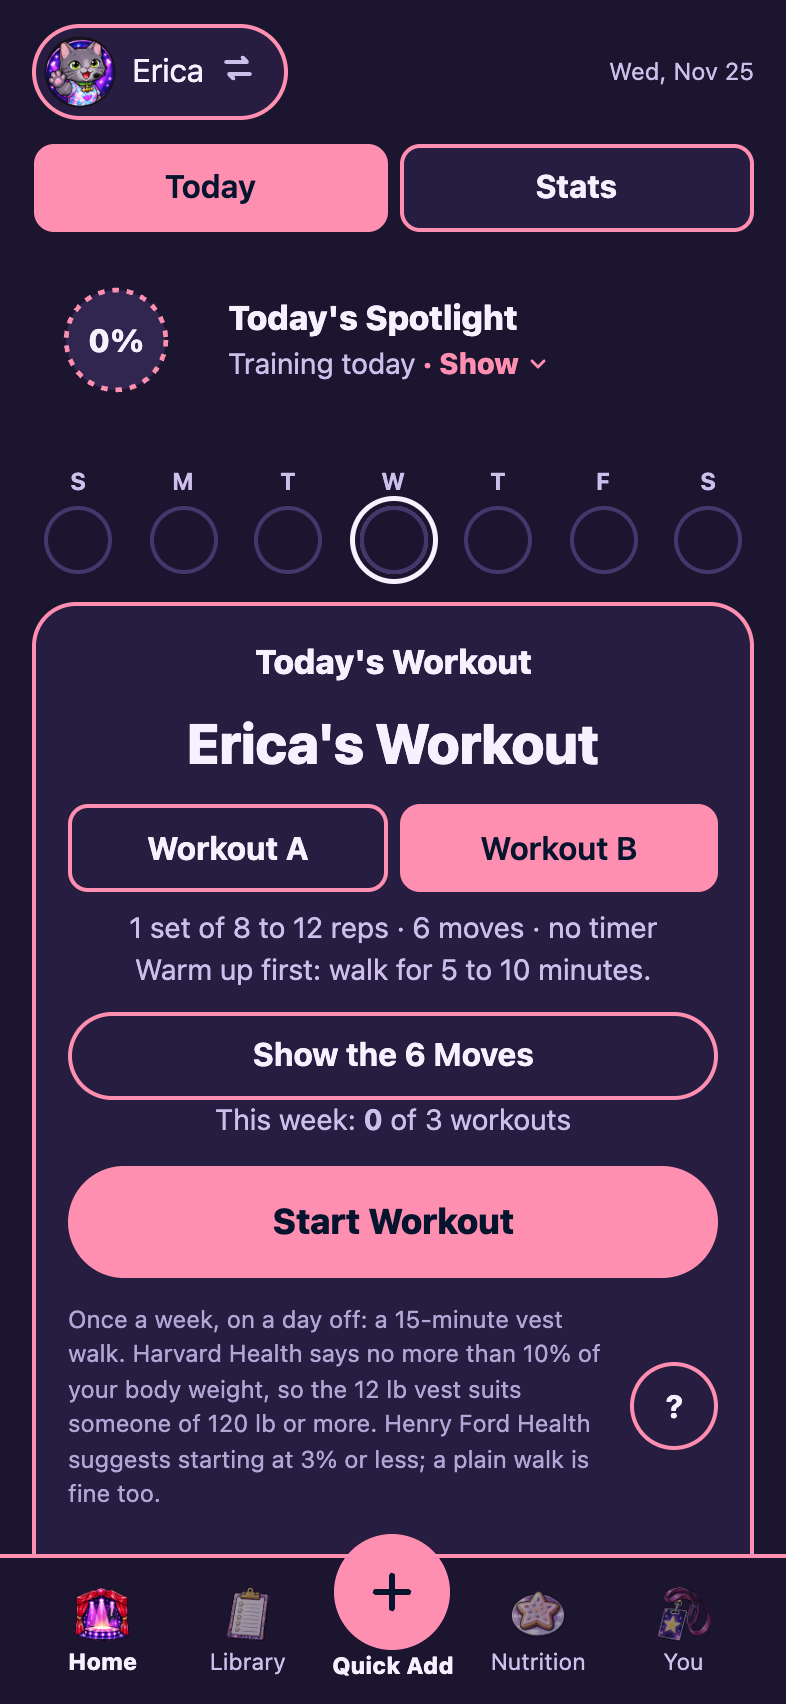 Erica
Wed, Nov 25
Today
Stats
0%
Today's Spotlight
Training today · Show
S M T W T F S
Today's Workout
Erica's Workout
Workout A
Workout B
1 set of 8 to 12 reps · 6 moves · no timer
Warm up first: walk for 5 to 10 minutes.
Show the 6 Moves
This week: 0 of 3 workouts
Start Workout
Once a week, on a day off: a 15-minute vest
walk. Harvard Health says no more than 10% of
your body weight, so the 12 lb vest suits
someone of 120 lb or more. Henry Ford Health
suggests starting at 3% or less; a plain walk is
fine too.
?
+
Home
Library
Quick Add
Nutrition
You